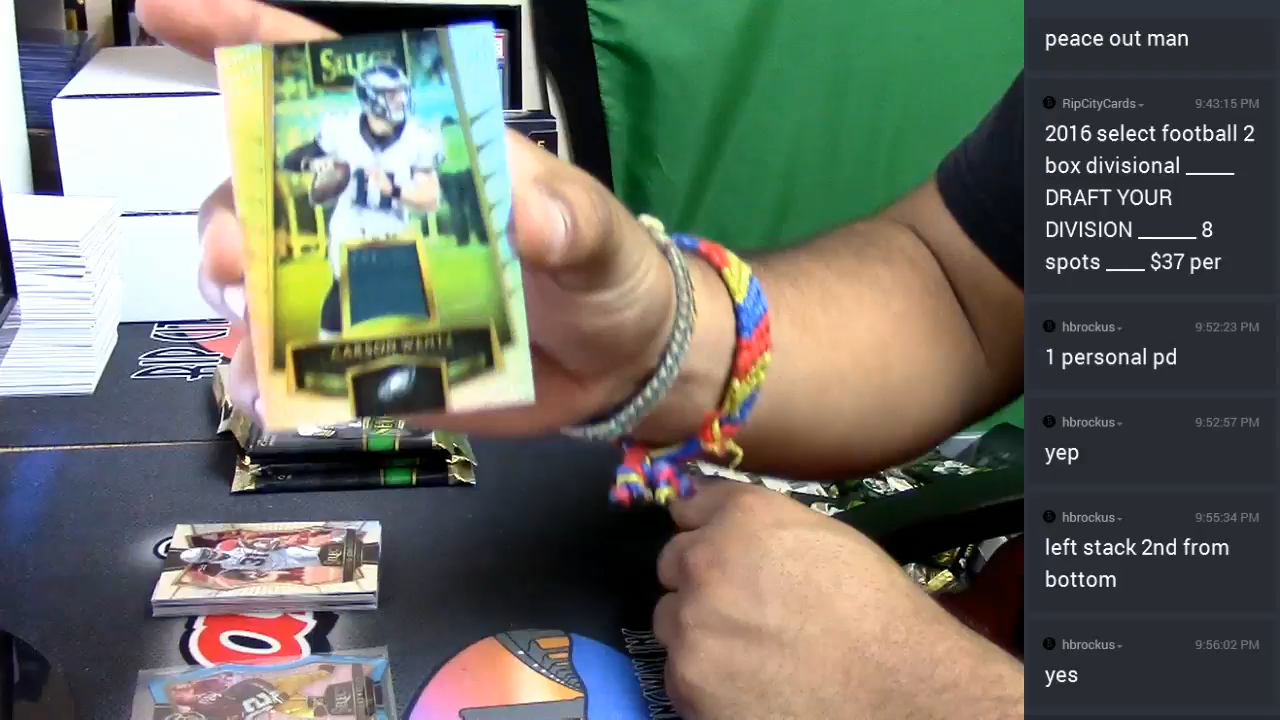 SELECT
CARSON WENTZ
peace out man
RipCityCards
9:43:15 PM
2016 select football 2
box divisional _____
DRAFT YOUR
DIVISION ______ 8
spots ____ $37 per
hbrockus
9:52:23 PM
1 personal pd
hbrockus
9:52:57 PM
yep
hbrockus
9:55:34 PM
left stack 2nd from
bottom
hbrockus
9:56:02 PM
yes